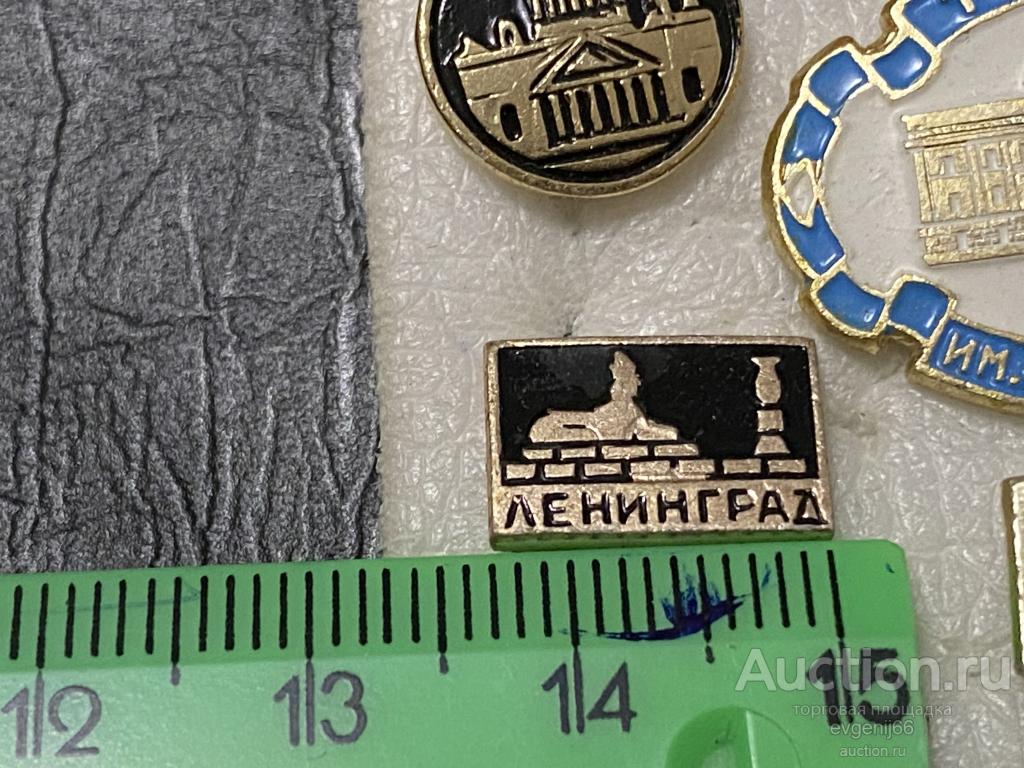 ИМ.
ЛЕНИНГРАД
12 13 14 15
Auction.ru
торговая площадка
evgenij66
auction.ru